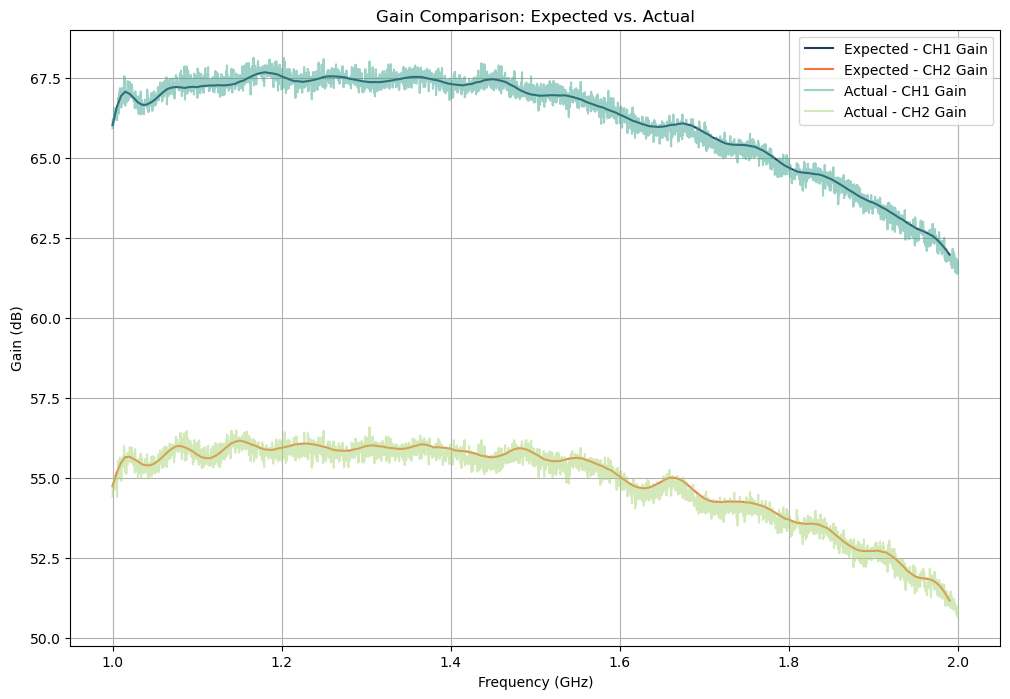 Gain Comparison: Expected vs. Actual
Expected - CH1 Gain
Expected - CH2 Gain
Actual - CH1 Gain
Actual - CH2 Gain
67.5
65.0
62.5
60.0
57.5
55.0
52.5
50.0
Gain (dB)
1.0 1.2 1.4 1.6 1.8 2.0
Frequency (GHz)